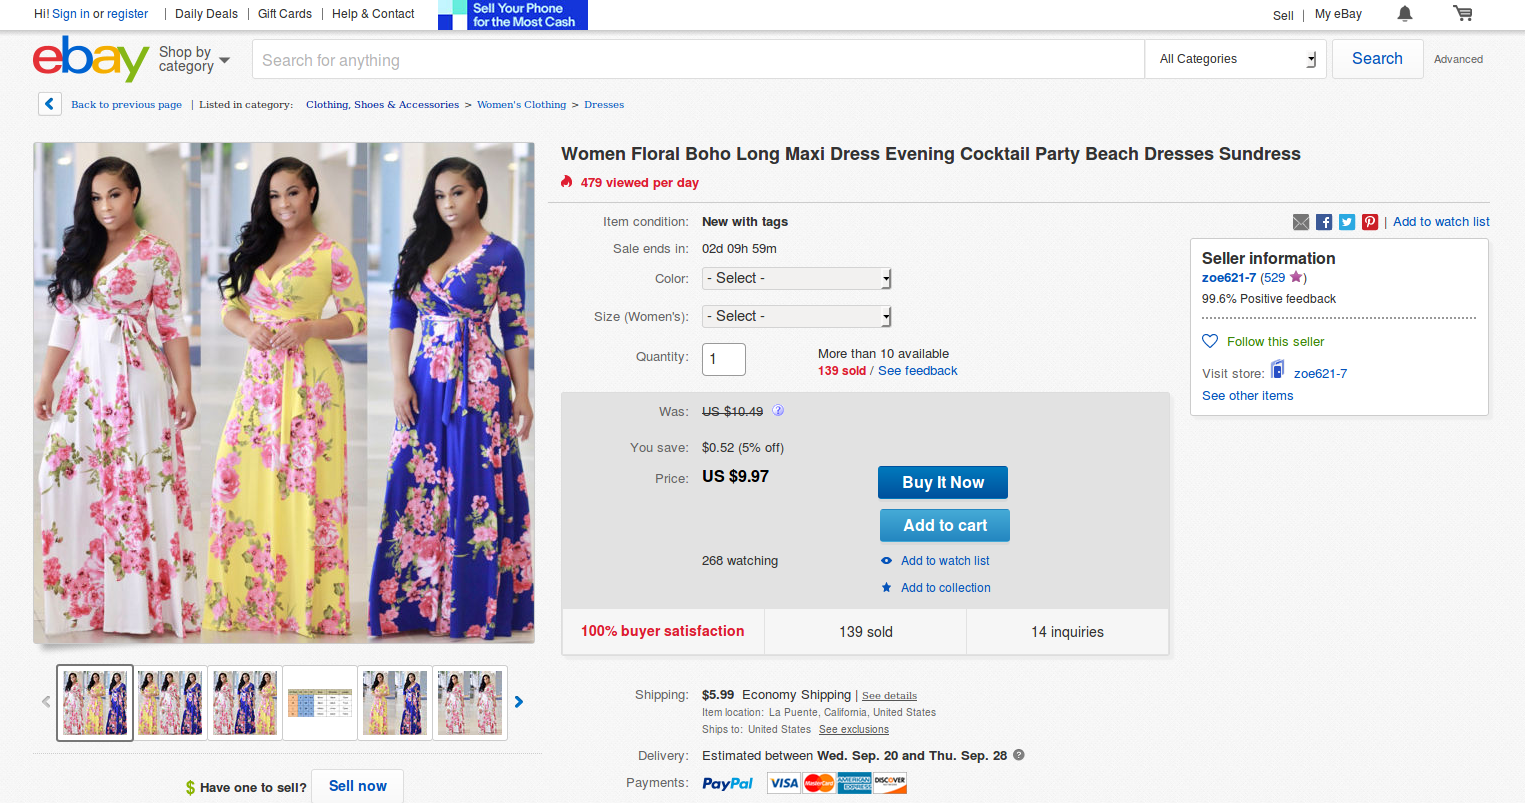 Hi! Sign in or register | Daily Deals | Gift Cards | Help & Contact
Sell Your Phone
for the Most Cash
Sell | My eBay
ebay
Shop by
category
Search for anything
All Categories
Search
Advanced
Back to previous page | Listed in category: Clothing, Shoes & Accessories > Women's Clothing > Dresses
Women Floral Boho Long Maxi Dress Evening Cocktail Party Beach Dresses Sundress
479 viewed per day
Item condition: New with tags
| Add to watch list
Sale ends in: 02d 09h 59m
Color: - Select -
Size (Women's): - Select -
Quantity: 1
More than 10 available
139 sold / See feedback
Was: US $10.49
You save: $0.52 (5% off)
Price: US $9.97
Buy It Now
Add to cart
268 watching
Add to watch list
Add to collection
100% buyer satisfaction
139 sold
14 inquiries
Seller information
zoe621-7 (529)
99.6% Positive feedback
Follow this seller
Visit store: zoe621-7
See other items
Shipping: $5.99 Economy Shipping | See details
Item location: La Puente, California, United States
Ships to: United States See exclusions
Delivery: Estimated between Wed. Sep. 20 and Thu. Sep. 28
Payments: PayPal VISA MasterCard AMERICAN EXPRESS DISCOVER
$ Have one to sell? Sell now